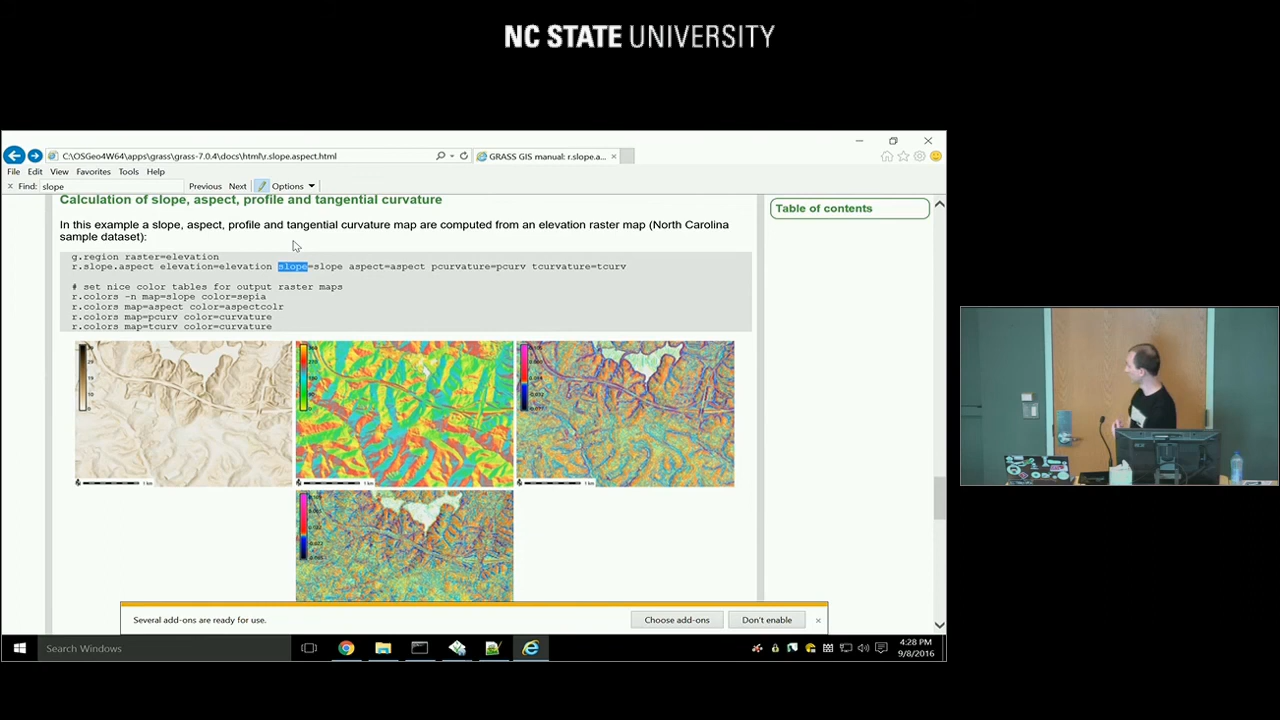 NC STATE UNIVERSITY
C:\OSGeo4W64\apps\grass\grass-7.0.4\docs\html\r.slope.aspect.html
GRASS GIS manual: r.slope.a...
File Edit View Favorites Tools Help
Find: slope Previous Next Options
Calculation of slope, aspect, profile and tangential curvature
In this example a slope, aspect, profile and tangential curvature map are computed from an elevation raster map (North Carolina
sample dataset):
g.region raster=elevation
r.slope.aspect elevation=elevation slope=slope aspect=aspect pcurvature=pcurv tcurvature=tcurv
# set nice color tables for output raster maps
r.colors -n map=slope color=sepia
r.colors map=aspect color=aspectcolr
r.colors map=pcurv color=curvature
r.colors map=tcurv color=curvature
Table of contents
1 km
1 km
1 km
Several add-ons are ready for use.
Choose add-ons
Don't enable
Search Windows
4:28 PM
9/8/2016